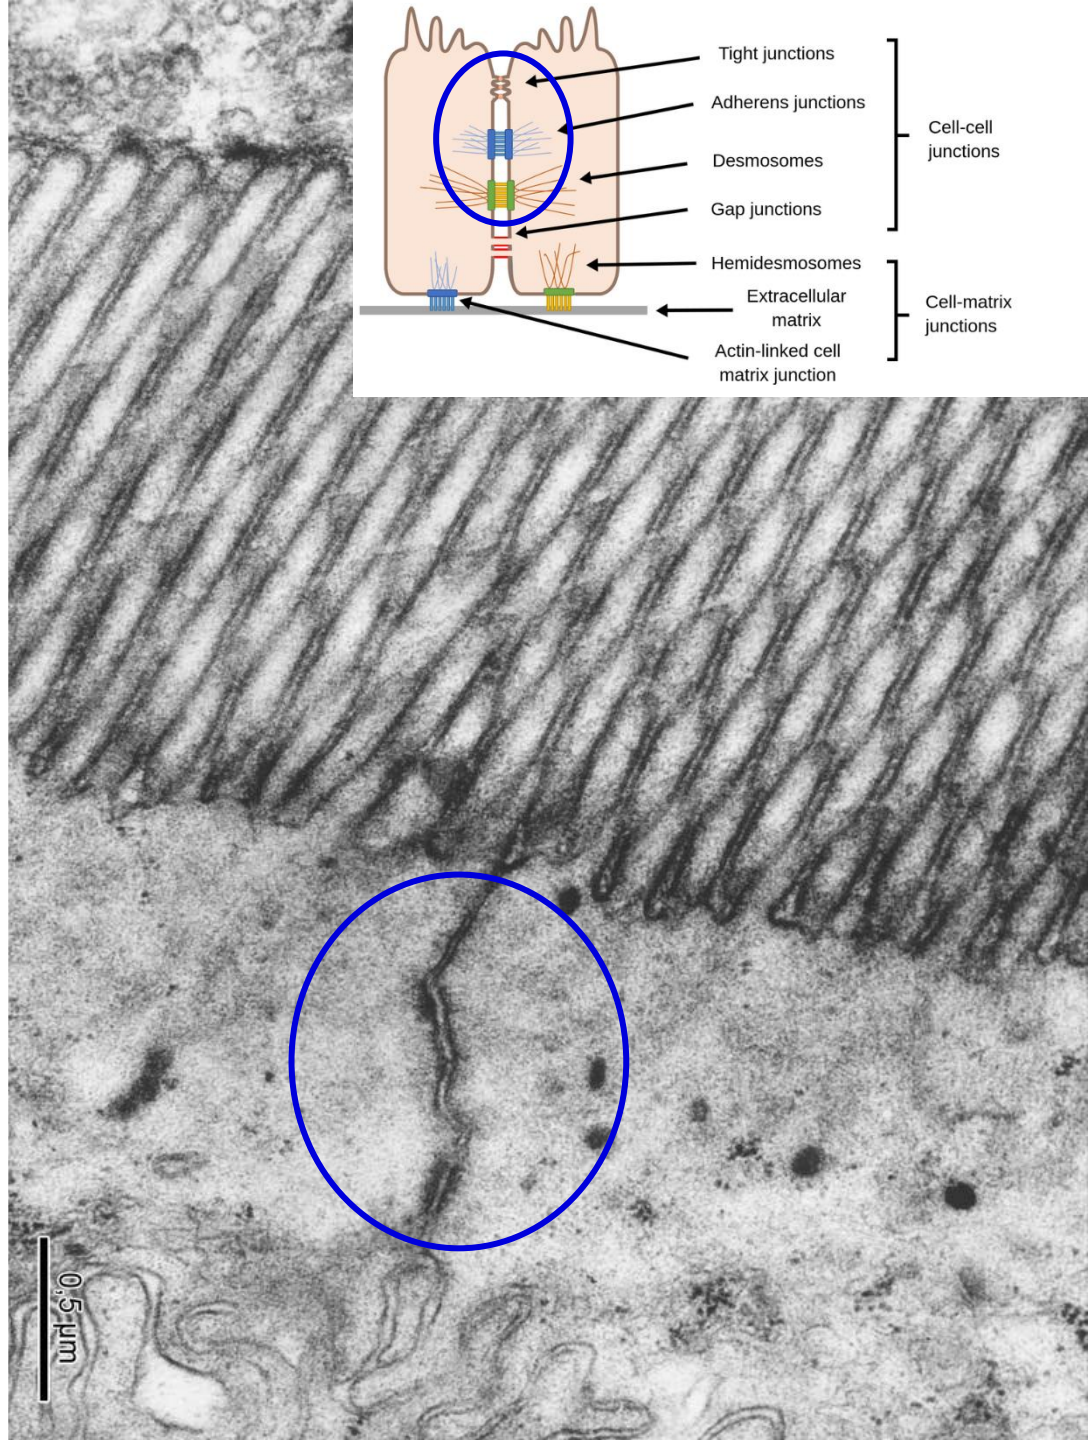 Tight junctions
Adherens junctions
Desmosomes
Gap junctions
Cell-cell
junctions
Hemidesmosomes
Extracellular
matrix
Actin-linked cell
matrix junction
Cell-matrix
junctions
0,5 µm